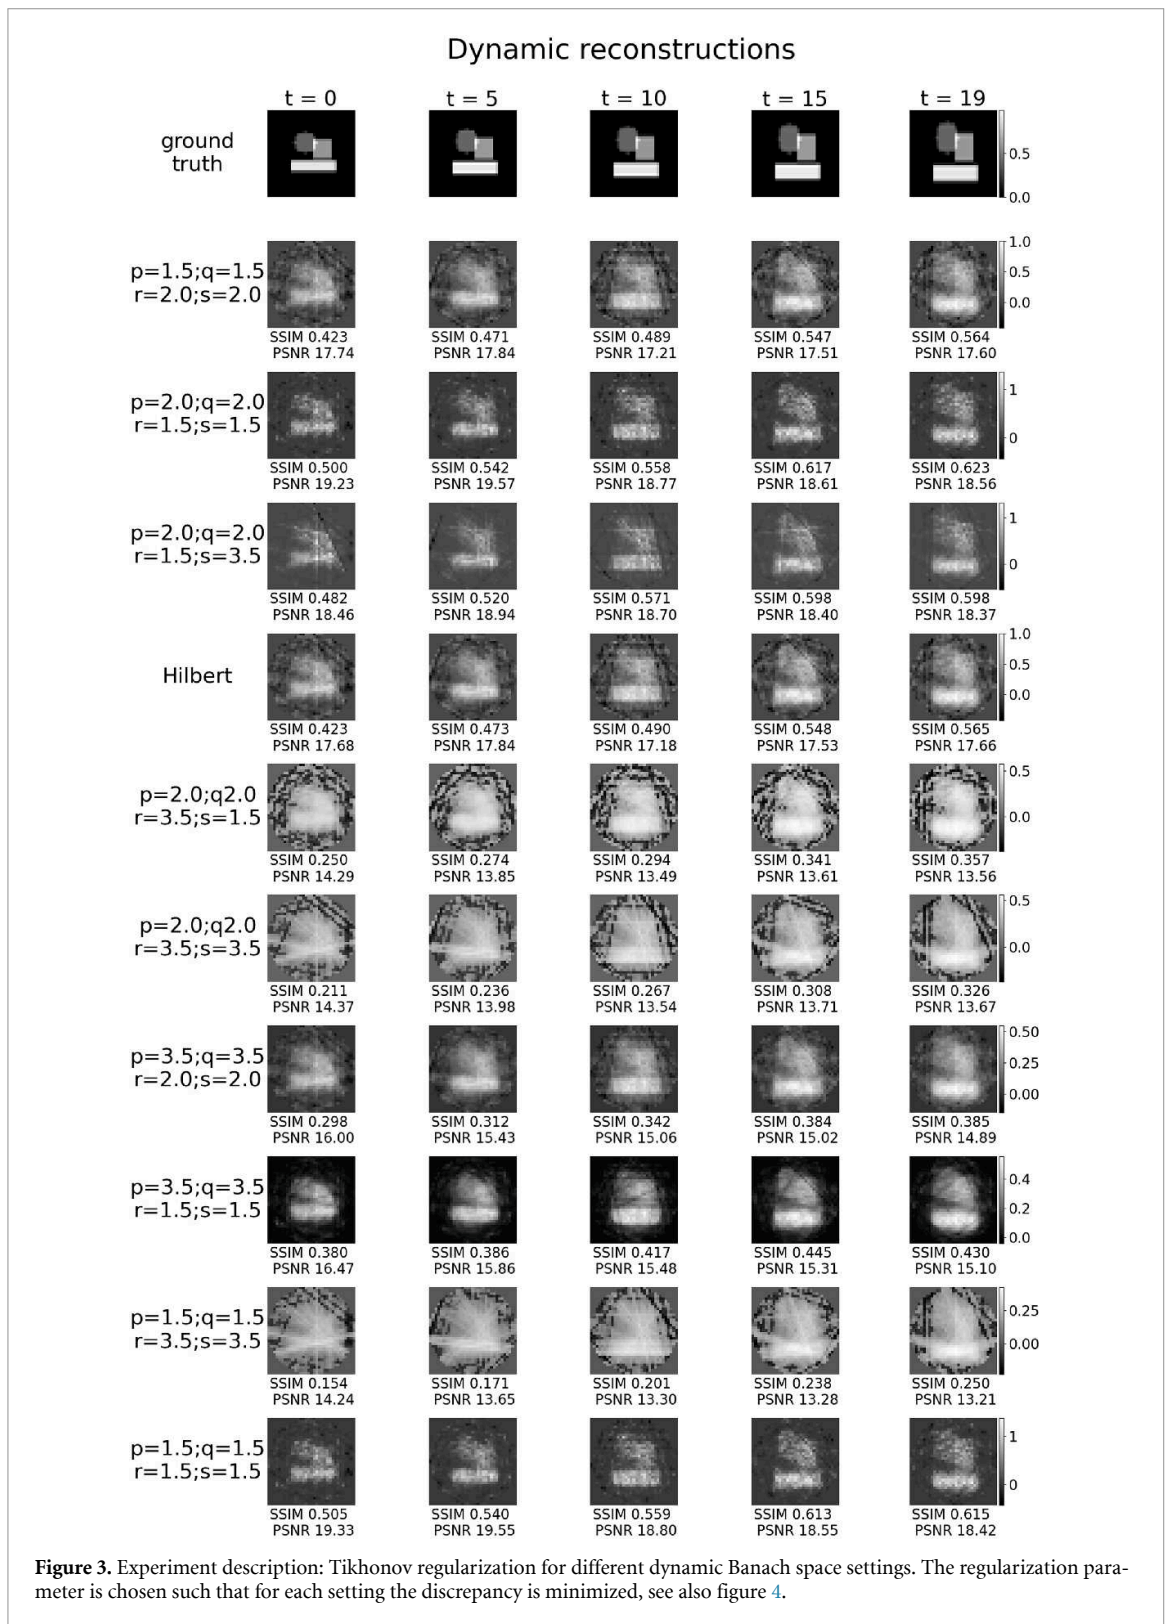 Dynamic reconstructions
t = 0 t = 5 t = 10 t = 15 t = 19
ground
truth
0.5
0.0
p=1.5;q=1.5
r=2.0;s=2.0
1.0
0.5
0.0
SSIM 0.423 SSIM 0.471 SSIM 0.489 SSIM 0.547 SSIM 0.564
PSNR 17.74 PSNR 17.84 PSNR 17.21 PSNR 17.51 PSNR 17.60
p=2.0;q=2.0
r=1.5;s=1.5
1
0
SSIM 0.500 SSIM 0.542 SSIM 0.558 SSIM 0.617 SSIM 0.623
PSNR 19.23 PSNR 19.57 PSNR 18.77 PSNR 18.61 PSNR 18.56
p=2.0;q=2.0
r=1.5;s=3.5
1
0
SSIM 0.482 SSIM 0.520 SSIM 0.571 SSIM 0.598 SSIM 0.598
PSNR 18.46 PSNR 18.94 PSNR 18.70 PSNR 18.40 PSNR 18.37
Hilbert
1.0
0.5
0.0
SSIM 0.423 SSIM 0.473 SSIM 0.490 SSIM 0.548 SSIM 0.565
PSNR 17.68 PSNR 17.84 PSNR 17.18 PSNR 17.53 PSNR 17.66
p=2.0;q2.0
r=3.5;s=1.5
0.5
0.0
SSIM 0.250 SSIM 0.274 SSIM 0.294 SSIM 0.341 SSIM 0.357
PSNR 14.29 PSNR 13.85 PSNR 13.49 PSNR 13.61 PSNR 13.56
p=2.0;q2.0
r=3.5;s=3.5
0.5
0.0
SSIM 0.211 SSIM 0.236 SSIM 0.267 SSIM 0.308 SSIM 0.326
PSNR 14.37 PSNR 13.98 PSNR 13.54 PSNR 13.71 PSNR 13.67
p=3.5;q=3.5
r=2.0;s=2.0
0.50
0.25
0.00
SSIM 0.298 SSIM 0.312 SSIM 0.342 SSIM 0.384 SSIM 0.385
PSNR 16.00 PSNR 15.43 PSNR 15.06 PSNR 15.02 PSNR 14.89
p=3.5;q=3.5
r=1.5;s=1.5
0.4
0.2
0.0
SSIM 0.380 SSIM 0.386 SSIM 0.417 SSIM 0.445 SSIM 0.430
PSNR 16.47 PSNR 15.86 PSNR 15.48 PSNR 15.31 PSNR 15.10
p=1.5;q=1.5
r=3.5;s=3.5
0.25
0.00
SSIM 0.154 SSIM 0.171 SSIM 0.201 SSIM 0.238 SSIM 0.250
PSNR 14.24 PSNR 13.65 PSNR 13.30 PSNR 13.28 PSNR 13.21
p=1.5;q=1.5
r=1.5;s=1.5
1
0
SSIM 0.505 SSIM 0.540 SSIM 0.559 SSIM 0.613 SSIM 0.615
PSNR 19.33 PSNR 19.55 PSNR 18.80 PSNR 18.55 PSNR 18.42
Figure 3. Experiment description: Tikhonov regularization for different dynamic Banach space settings. The regularization para-
meter is chosen such that for each setting the discrepancy is minimized, see also figure 4.